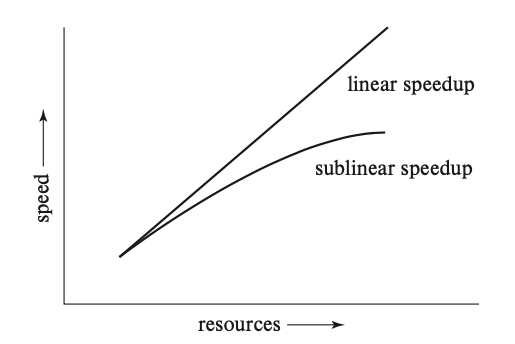 linear speedup
sublinear speedup
speed
resources